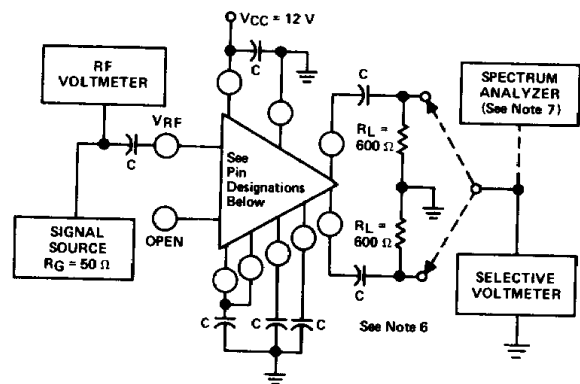 VCC = 12 V
C
RF
VOLTMETER
VRF
C
SIGNAL
SOURCE
RG = 50 Ω
OPEN
See
Pin
Designations
Below
C
C
C
C
RL =
600 Ω
RL =
600 Ω
C
See Note 6
SPECTRUM
ANALYZER
(See Note 7)
SELECTIVE
VOLTMETER